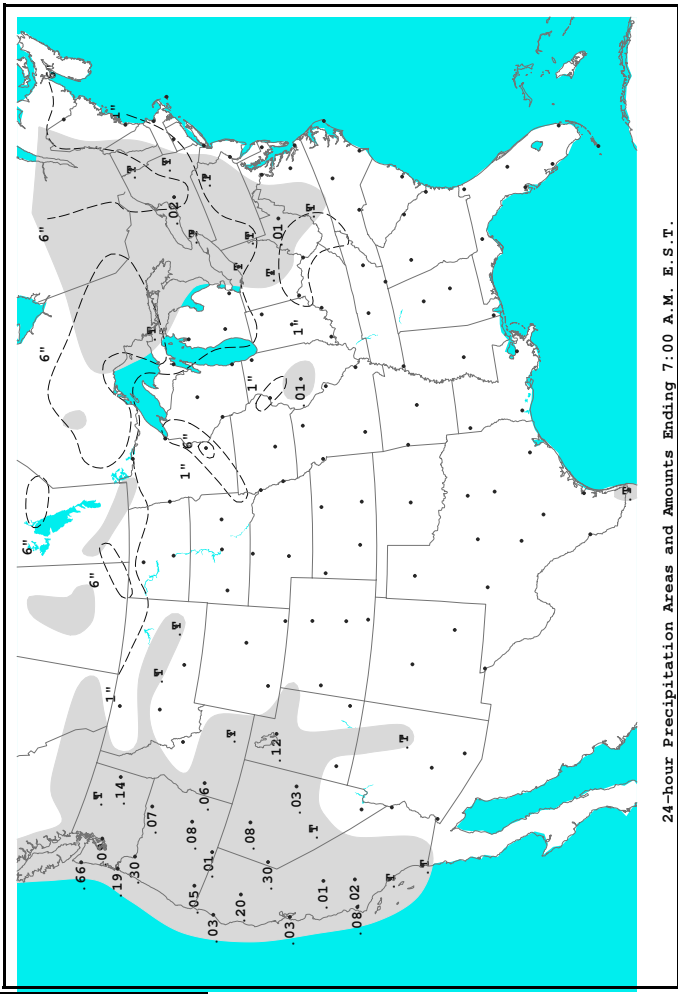 .66
6"
6"
6"
6"
T
1"
1"
.19
.14
T
.30
T
.07
T
T
.02
T
1"
6"
.08
T
.05
.06
T
.01
.03
T
T
.20
T
.08
1"
.30
T
.12
.01
.03
.03
1"
.01
T
T
.01
.02
.08
T
T
T
T
24-hour Precipitation Areas and Amounts Ending 7:00 A.M. E.S.T.